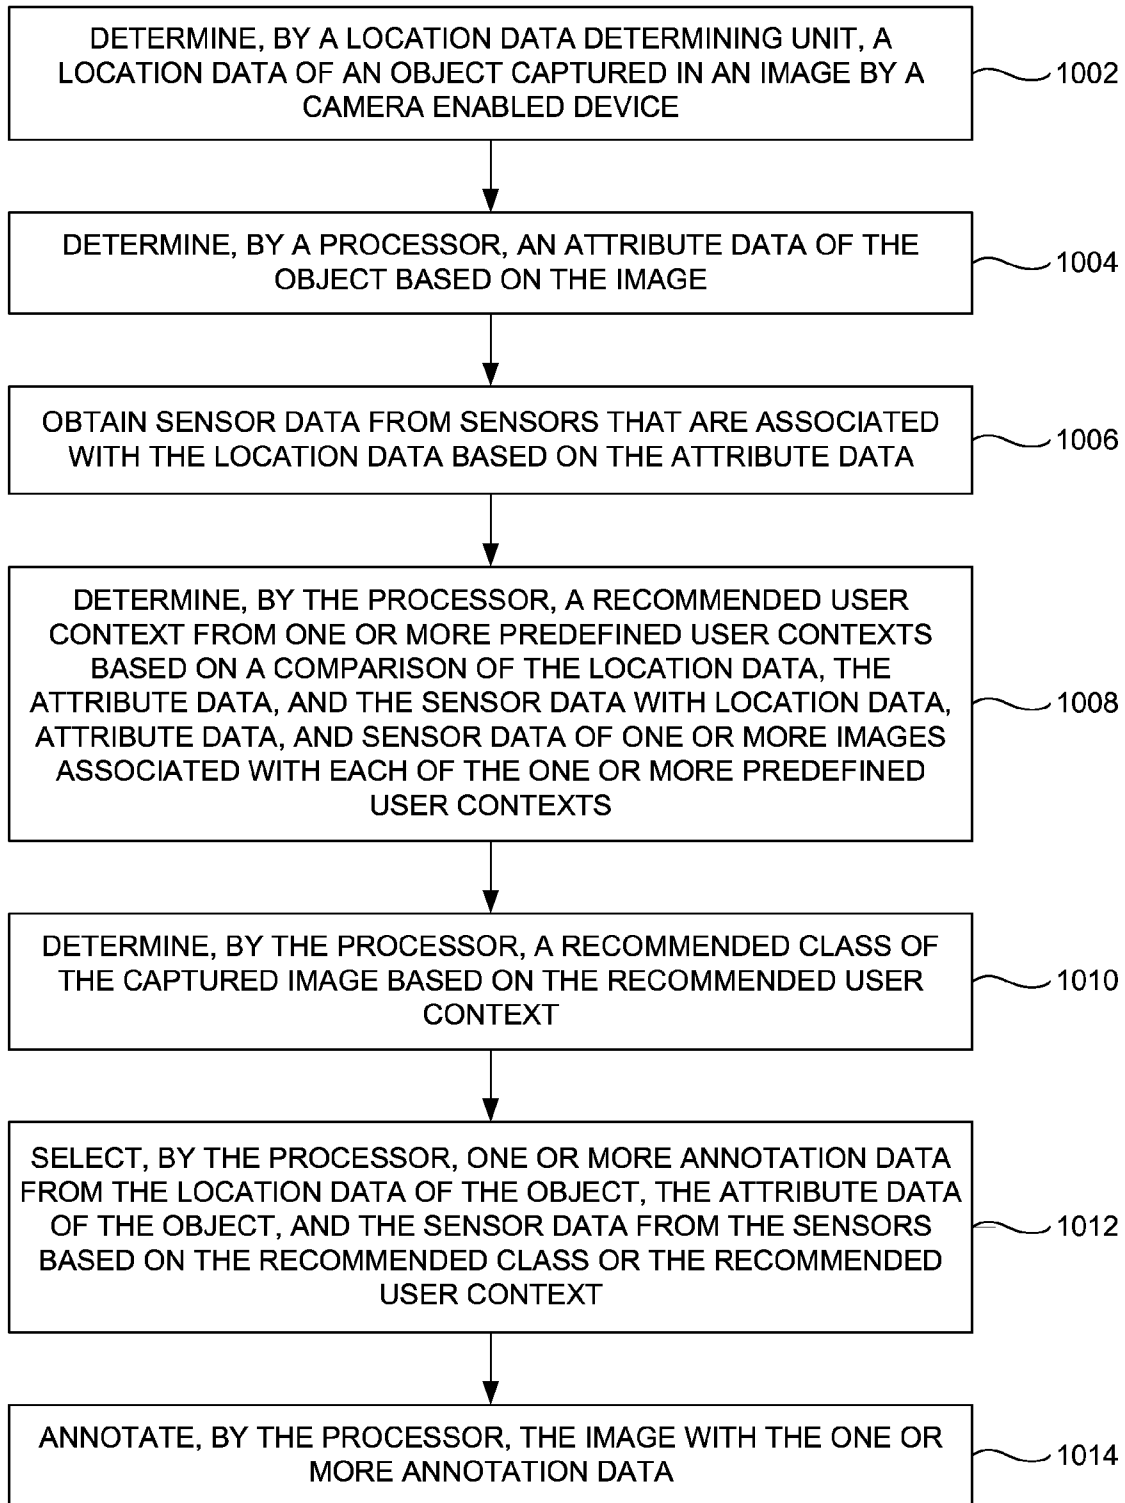 DETERMINE, BY A LOCATION DATA DETERMINING UNIT, A
LOCATION DATA OF AN OBJECT CAPTURED IN AN IMAGE BY A
CAMERA ENABLED DEVICE
1002
DETERMINE, BY A PROCESSOR, AN ATTRIBUTE DATA OF THE
OBJECT BASED ON THE IMAGE
1004
OBTAIN SENSOR DATA FROM SENSORS THAT ARE ASSOCIATED
WITH THE LOCATION DATA BASED ON THE ATTRIBUTE DATA
1006
DETERMINE, BY THE PROCESSOR, A RECOMMENDED USER
CONTEXT FROM ONE OR MORE PREDEFINED USER CONTEXTS
BASED ON A COMPARISON OF THE LOCATION DATA, THE
ATTRIBUTE DATA, AND THE SENSOR DATA WITH LOCATION DATA,
ATTRIBUTE DATA, AND SENSOR DATA OF ONE OR MORE IMAGES
ASSOCIATED WITH EACH OF THE ONE OR MORE PREDEFINED
USER CONTEXTS
1008
DETERMINE, BY THE PROCESSOR, A RECOMMENDED CLASS OF
THE CAPTURED IMAGE BASED ON THE RECOMMENDED USER
CONTEXT
1010
SELECT, BY THE PROCESSOR, ONE OR MORE ANNOTATION DATA
FROM THE LOCATION DATA OF THE OBJECT, THE ATTRIBUTE DATA
OF THE OBJECT, AND THE SENSOR DATA FROM THE SENSORS
BASED ON THE RECOMMENDED CLASS OR THE RECOMMENDED
USER CONTEXT
1012
ANNOTATE, BY THE PROCESSOR, THE IMAGE WITH THE ONE OR
MORE ANNOTATION DATA
1014